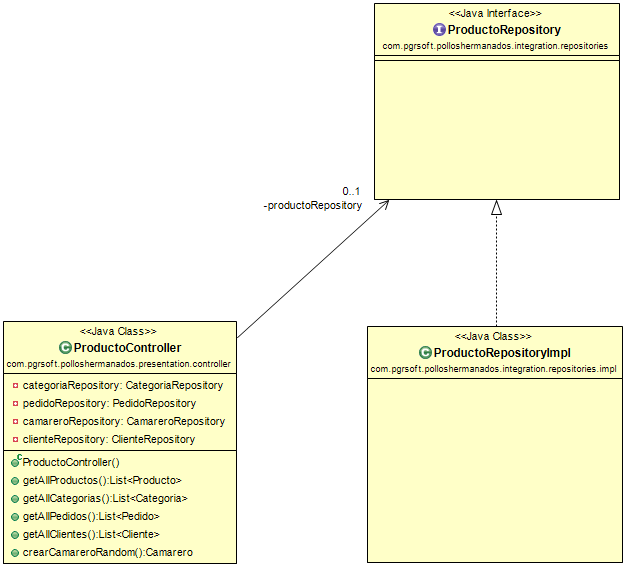 <<Java Interface>>
ProductoRepository
com.pgrsoft.polloshermanados.integration.repositories
0..1
-productoRepository
<<Java Class>>
ProductoController
com.pgrsoft.polloshermanados.presentation.controller
categoriaRepository: CategoriaRepository
pedidoRepository: PedidoRepository
camareroRepository: CamareroRepository
clienteRepository: ClienteRepository
ProductoController()
getAllProductos():List<Producto>
getAllCategorias():List<Categoria>
getAllPedidos():List<Pedido>
getAllClientes():List<Cliente>
crearCamareroRandom():Camarero
<<Java Class>>
ProductoRepositoryImpl
com.pgrsoft.polloshermanados.integration.repositories.impl